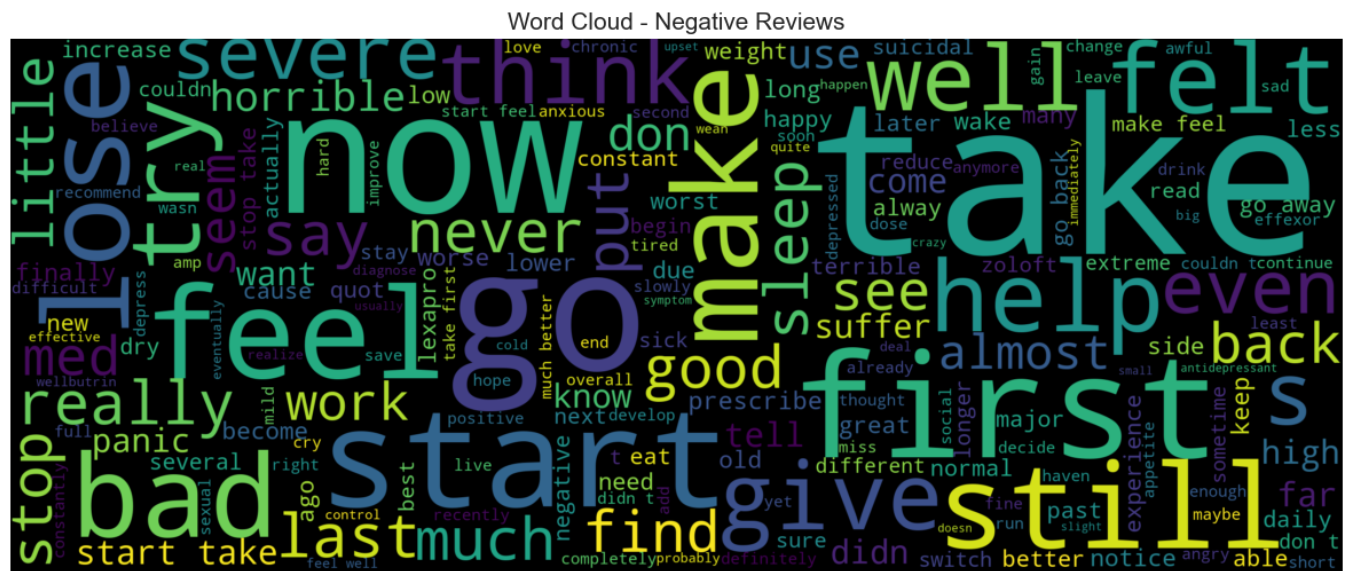 Word Cloud - Negative Reviews
increase
severe
think
love
chronic
upset
weight
use
suicidal
well
change
gain
awful
felt
little
lose
couldn
horrible
low
now
make
long
happen
leave
sad
believe
try
start feel
anxious
second
don
happy
soon
later
wake
many
make feel
less
real
seem
actually
hard
improve
wean
constant
sleep
quite
take
reduce
anymore
drink
immediately
recommend
wasn
stop take
say
never
put
worst
come
read
go away
alway
depressed
dose
crazy
go back
big
effexor
amp
stay
worse
lower
begin
tired
finally
difficult
want
diagnose
due
slowly
terrible
zoloft
extreme
couldn t
continue
cause
quot
go
see
help
even
new
effective
depress
feel
usually
lexapro
take first
sick
symptom
suffer
least
med
dry
eventually
save
realize
cold
much better
end
good
almost
side
back
wellbutrin
hope
overall
already
deal
small
antidepressant
really
mild
work
positive
know
prescribe
thought
first
s
full
panic
become
cry
start
next
develop
tell
great
social
longer
major
decide
experience
appetite
sometime
keep
high
stop
constantly
bad
several
sexual
right
ago
live
best
negative
t
eat
need
didn t
old
miss
different
normal
haven
enough
far
control
recently
add
give
yet
fine
run
past
slight
still
maybe
daily
last
much
find
sure
doesn
don t
start take
feel well
completely
probably
definitely
didn
switch
better
notice
angry
able
short